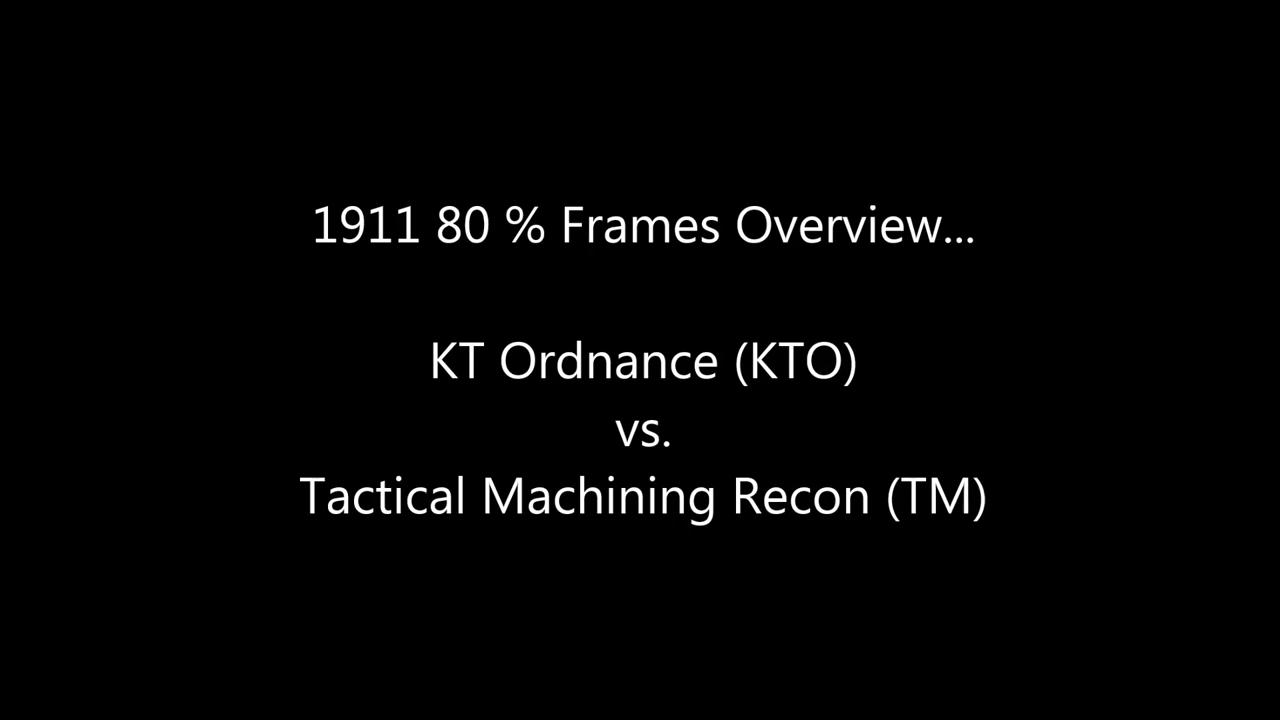 1911 80 % Frames Overview...
KT Ordnance (KTO)
vs.
Tactical Machining Recon (TM)